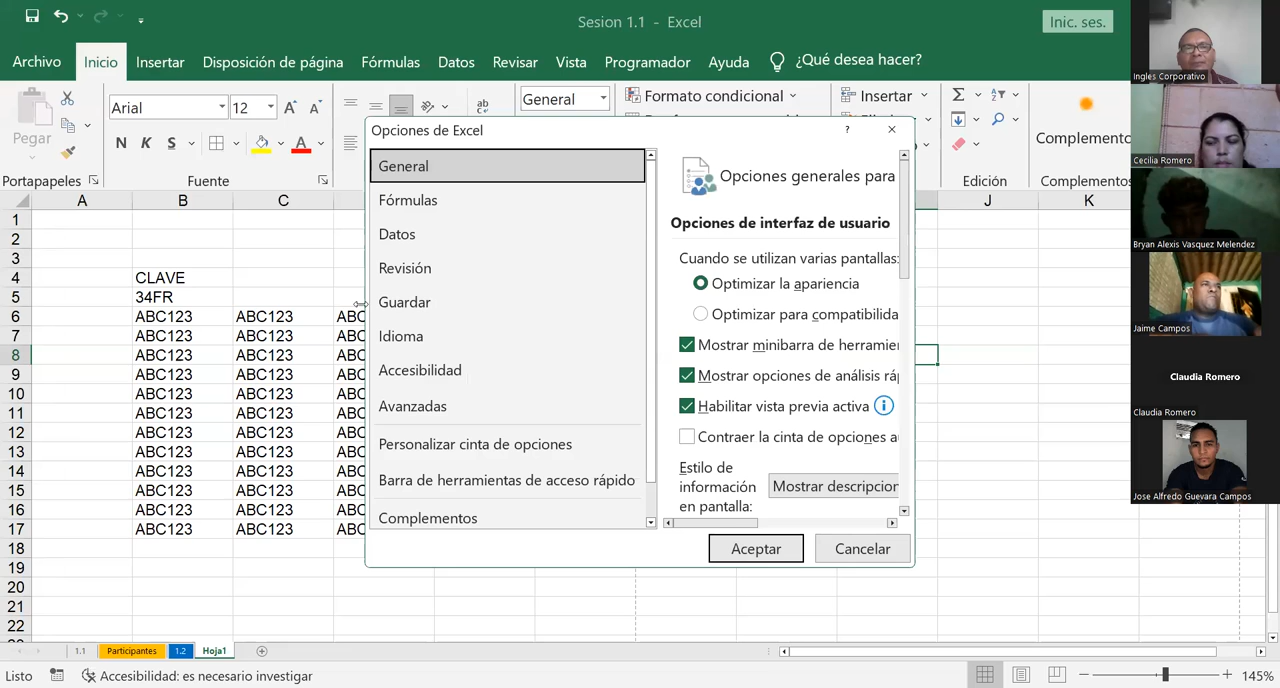 Sesion 1.1 - Excel
Inic. ses.
Archivo Inicio Insertar Disposición de página Fórmulas Datos Revisar Vista Programador Ayuda ¿Qué desea hacer?
Pegar
Portapapeles
Arial 12
N K S
Fuente
General
Formato condicional
Insertar
Edición
Complemento
Complementos
A B C J K
1
2
3
4 CLAVE
5 34FR
6 ABC123 ABC123 ABC
7 ABC123 ABC123 ABC
8 ABC123 ABC123 ABC
9 ABC123 ABC123 ABC
10 ABC123 ABC123 ABC
11 ABC123 ABC123 ABC
12 ABC123 ABC123 ABC
13 ABC123 ABC123 ABC
14 ABC123 ABC123 ABC
15 ABC123 ABC123 ABC
16 ABC123 ABC123 ABC
17 ABC123 ABC123 ABC
18
19
20
21
22
Opciones de Excel
General
Fórmulas
Datos
Revisión
Guardar
Idioma
Accesibilidad
Avanzadas
Personalizar cinta de opciones
Barra de herramientas de acceso rápido
Complementos
Opciones generales para
Opciones de interfaz de usuario
Cuando se utilizan varias pantallas:
Optimizar la apariencia
Optimizar para compatibilida
Mostrar minibarra de herramie
Mostrar opciones de análisis rá
Habilitar vista previa activa
Contraer la cinta de opciones a
Estilo de
información
en pantalla:
Mostrar descripcion
Aceptar Cancelar
Ingles Corporativo
Cecilia Romero
Bryan Alexis Vasquez Melendez
Jaime Campos
Claudia Romero
Claudia Romero
Jose Alfredo Guevara Campos
1.1 Participantes 1.2 Hoja1
Listo Accesibilidad: es necesario investigar 145%